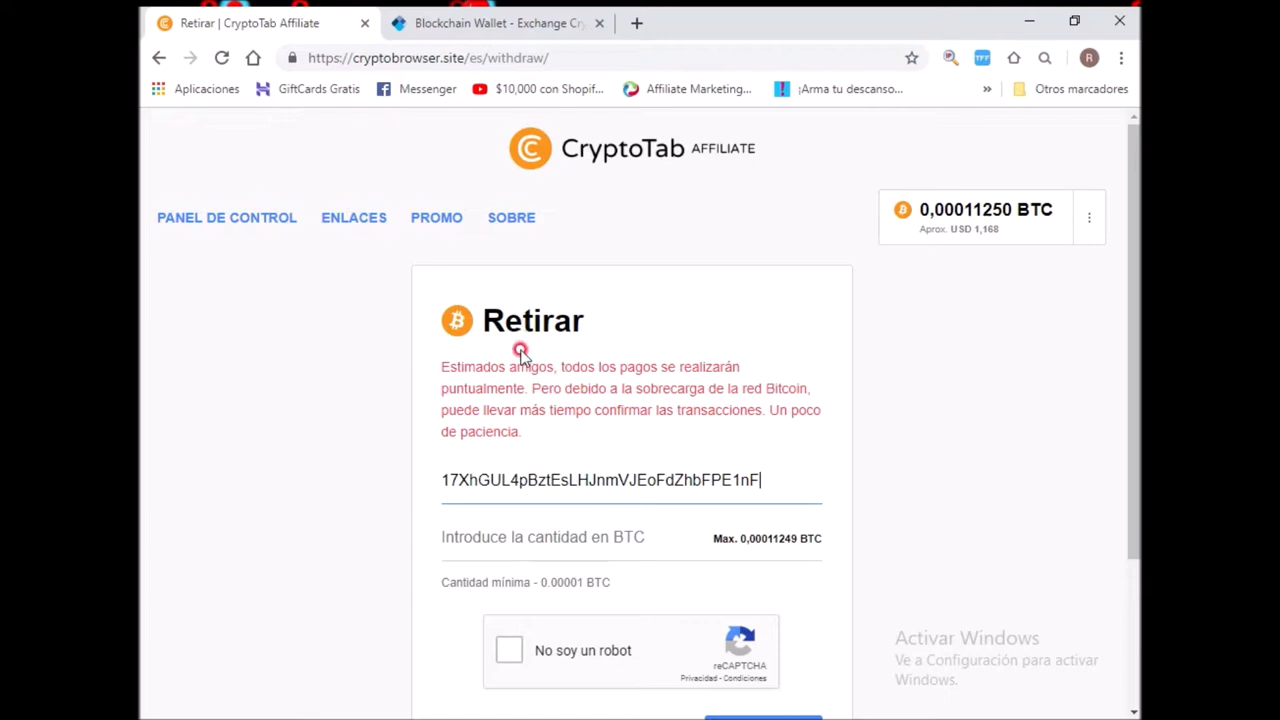 Retirar | CryptoTab Affiliate
Blockchain Wallet - Exchange Cry
https://cryptobrowser.site/es/withdraw/
TFF
R
Aplicaciones
GiftCards Gratis
Messenger
$10,000 con Shopif...
Affiliate Marketing...
¡Arma tu descanso...
»
Otros marcadores
CryptoTab AFFILIATE
PANEL DE CONTROL
ENLACES
PROMO
SOBRE
0,00011250 BTC
Aprox. USD 1,168
Retirar
Estimados amigos, todos los pagos se realizarán
puntualmente. Pero debido a la sobrecarga de la red Bitcoin,
puede llevar más tiempo confirmar las transacciones. Un poco
de paciencia.
17XhGUL4pBztEsLHJnmVJEoFdZhbFPE1nF
Introduce la cantidad en BTC
Max. 0,00011249 BTC
Cantidad mínima - 0.00001 BTC
No soy un robot
reCAPTCHA
Privacidad - Condiciones
Activar Windows
Ve a Configuración para activar
Windows.